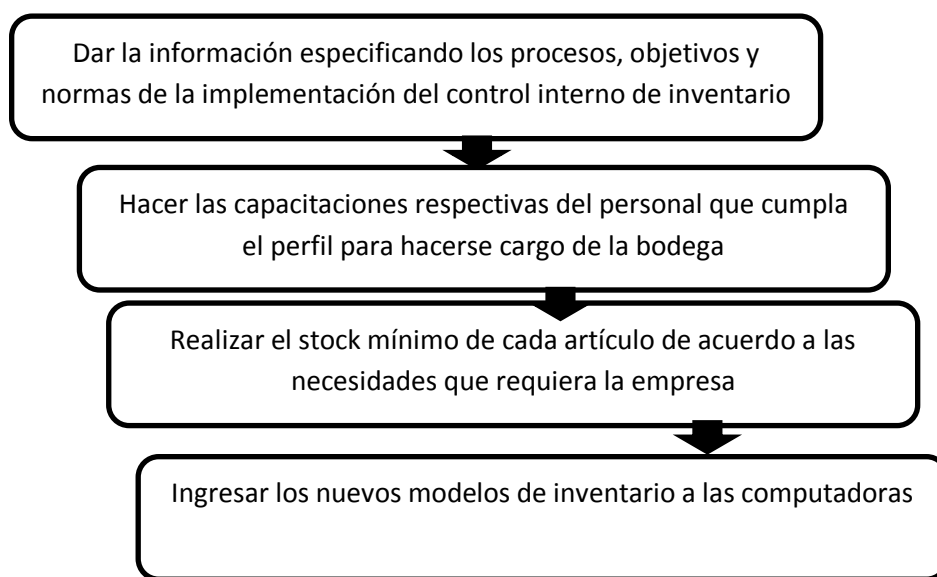 Dar la información especificando los procesos, objetivos y
normas de la implementación del control interno de inventario
Hacer las capacitaciones respectivas del personal que cumpla
el perfil para hacerse cargo de la bodega
Realizar el stock mínimo de cada artículo de acuerdo a las
necesidades que requiera la empresa
Ingresar los nuevos modelos de inventario a las computadoras